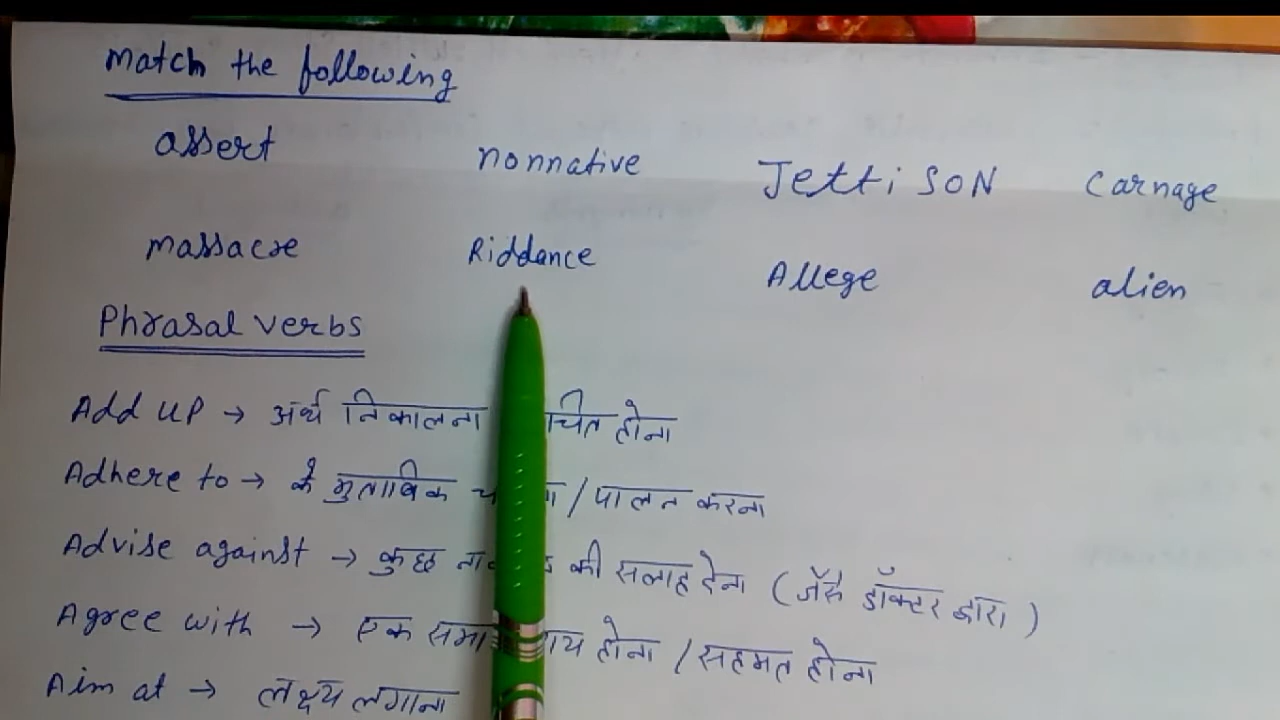 Match the following
assert nonnative Jettison Carnage
Massacre Riddance Allege alien
Phrasal verbs
Add up → अर्थ निकालना होना
Adhere to → के मुताबिक / पालन करना
Advise against → कुछ की सलाह देना (जैसे डॉक्टर द्वारा)
Agree with → एक होना / सहमत होना
Aim at → लक्ष्य लगाना